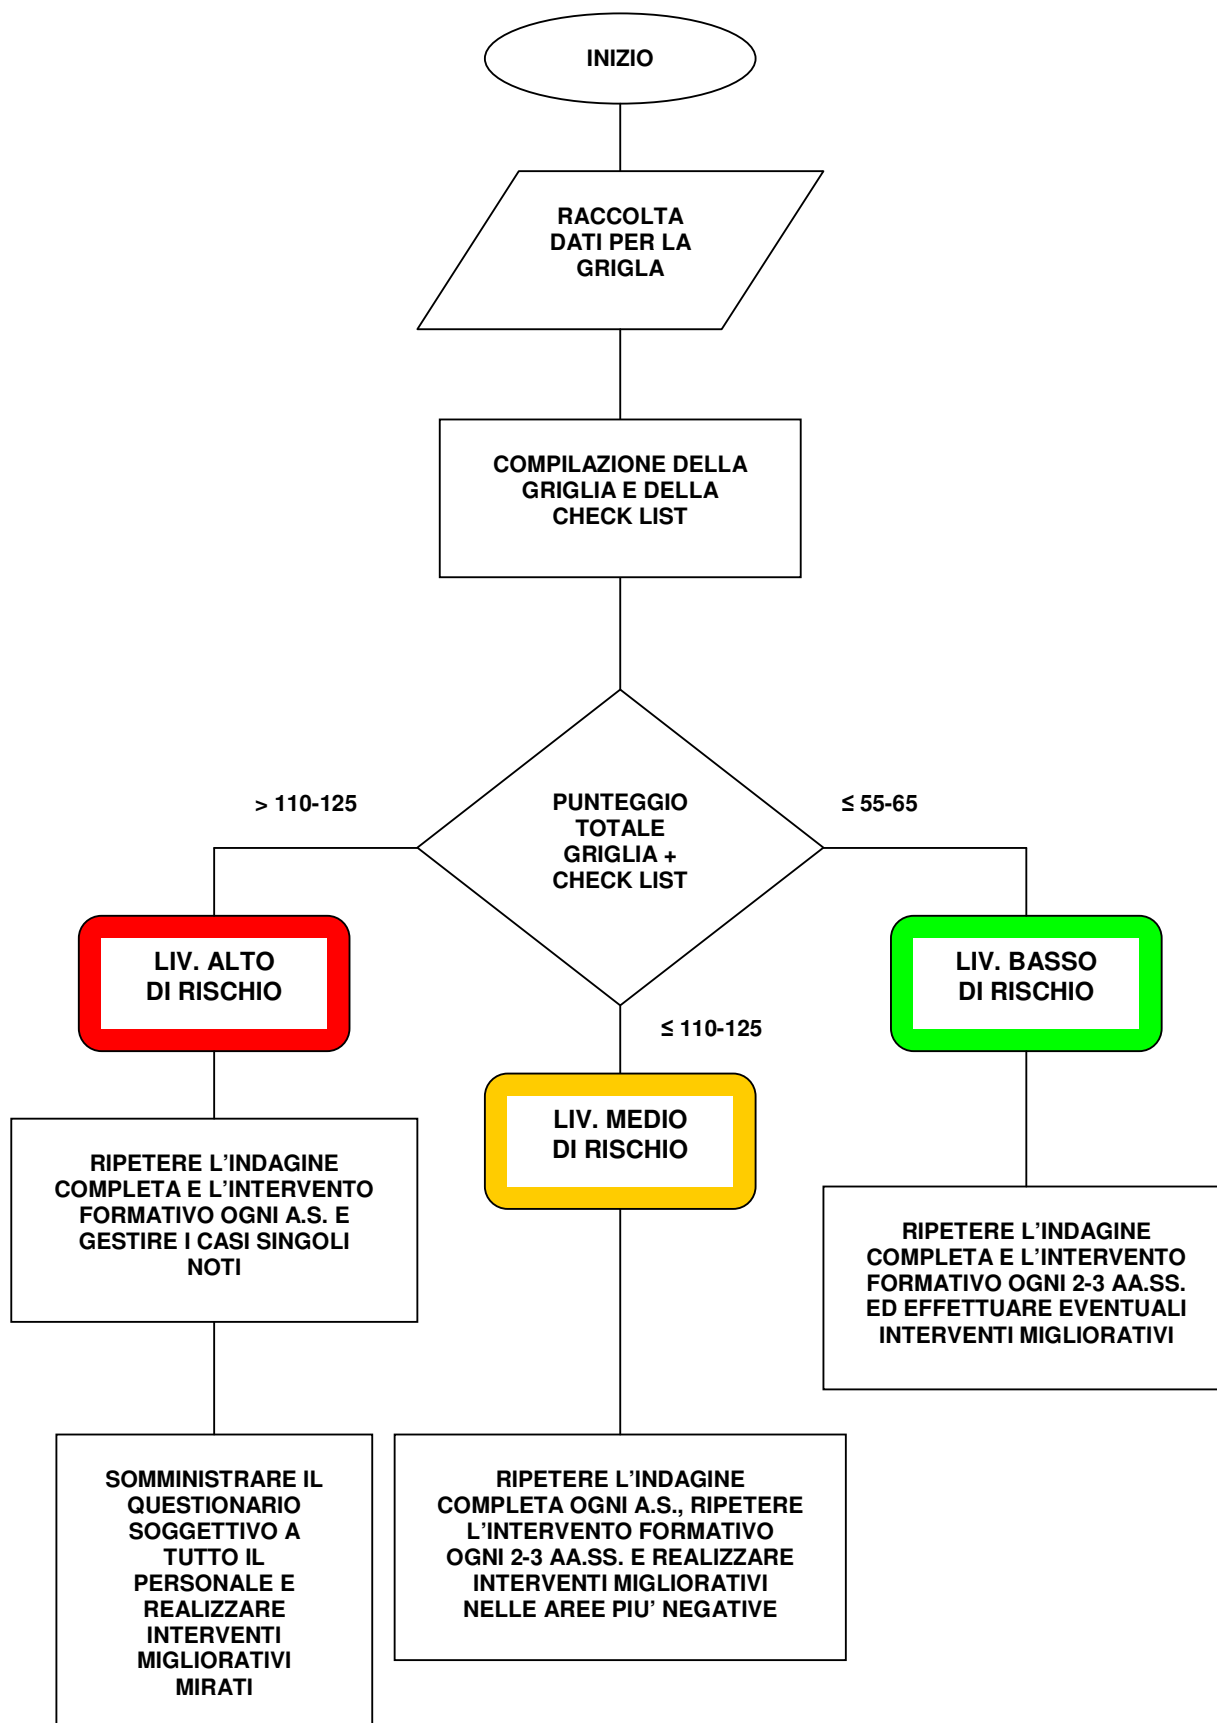 INIZIO
RACCOLTA
DATI PER LA
GRIGLA
COMPILAZIONE DELLA
GRIGLIA E DELLA
CHECK LIST
PUNTEGGIO
TOTALE
GRIGLIA +
CHECK LIST
> 110-125
≤ 55-65
≤ 110-125
LIV. ALTO
DI RISCHIO
LIV. BASSO
DI RISCHIO
LIV. MEDIO
DI RISCHIO
RIPETERE L’INDAGINE
COMPLETA E L’INTERVENTO
FORMATIVO OGNI A.S. E
GESTIRE I CASI SINGOLI
NOTI
RIPETERE L’INDAGINE
COMPLETA E L’INTERVENTO
FORMATIVO OGNI 2-3 AA.SS.
ED EFFETTUARE EVENTUALI
INTERVENTI MIGLIORATIVI
SOMMINISTRARE IL
QUESTIONARIO
SOGGETTIVO A
TUTTO IL
PERSONALE E
REALIZZARE
INTERVENTI
MIGLIORATIVI
MIRATI
RIPETERE L’INDAGINE
COMPLETA OGNI A.S., RIPETERE
L’INTERVENTO FORMATIVO
OGNI 2-3 AA.SS. E REALIZZARE
INTERVENTI MIGLIORATIVI
NELLE AREE PIU’ NEGATIVE